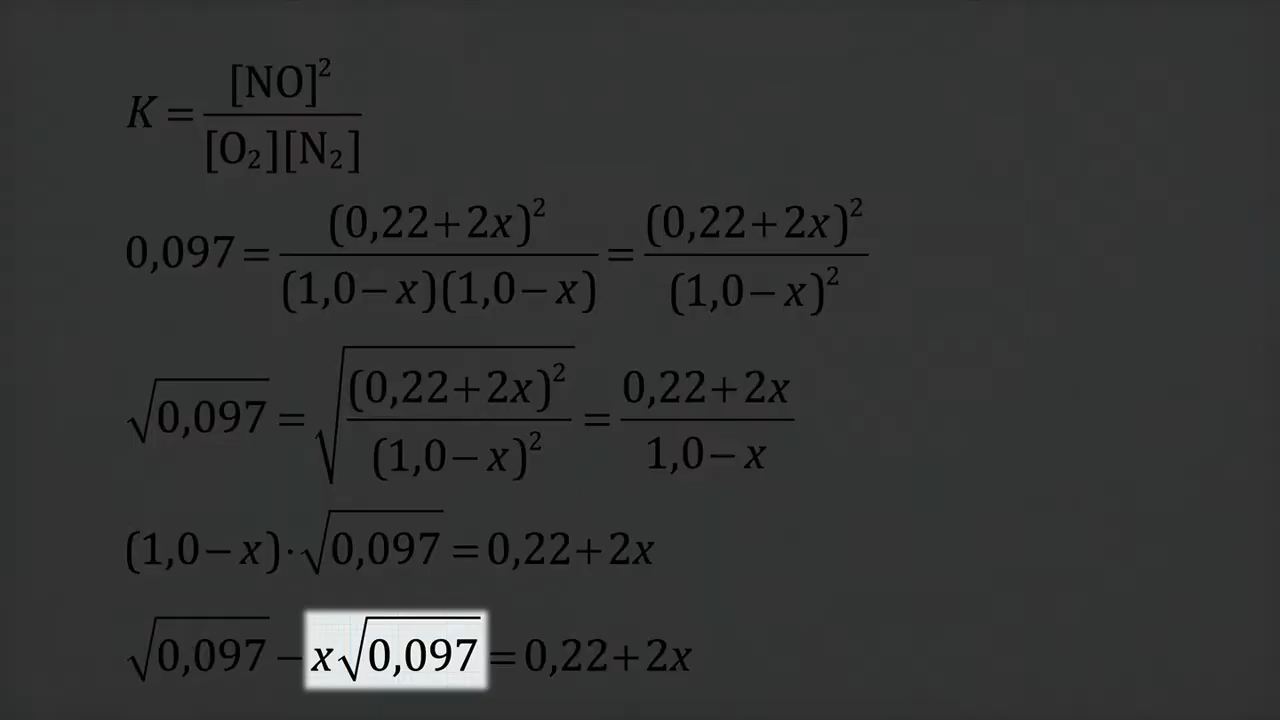 K = [NO]² / [O₂][N₂]
0,097 = (0,22+2x)² / (1,0−x)(1,0−x) = (0,22+2x)² / (1,0−x)²
√0,097 = √((0,22+2x)² / (1,0−x)²) = 0,22+2x / 1,0−x
(1,0−x)·√0,097 = 0,22+2x
√0,097 − x√0,097 = 0,22+2x